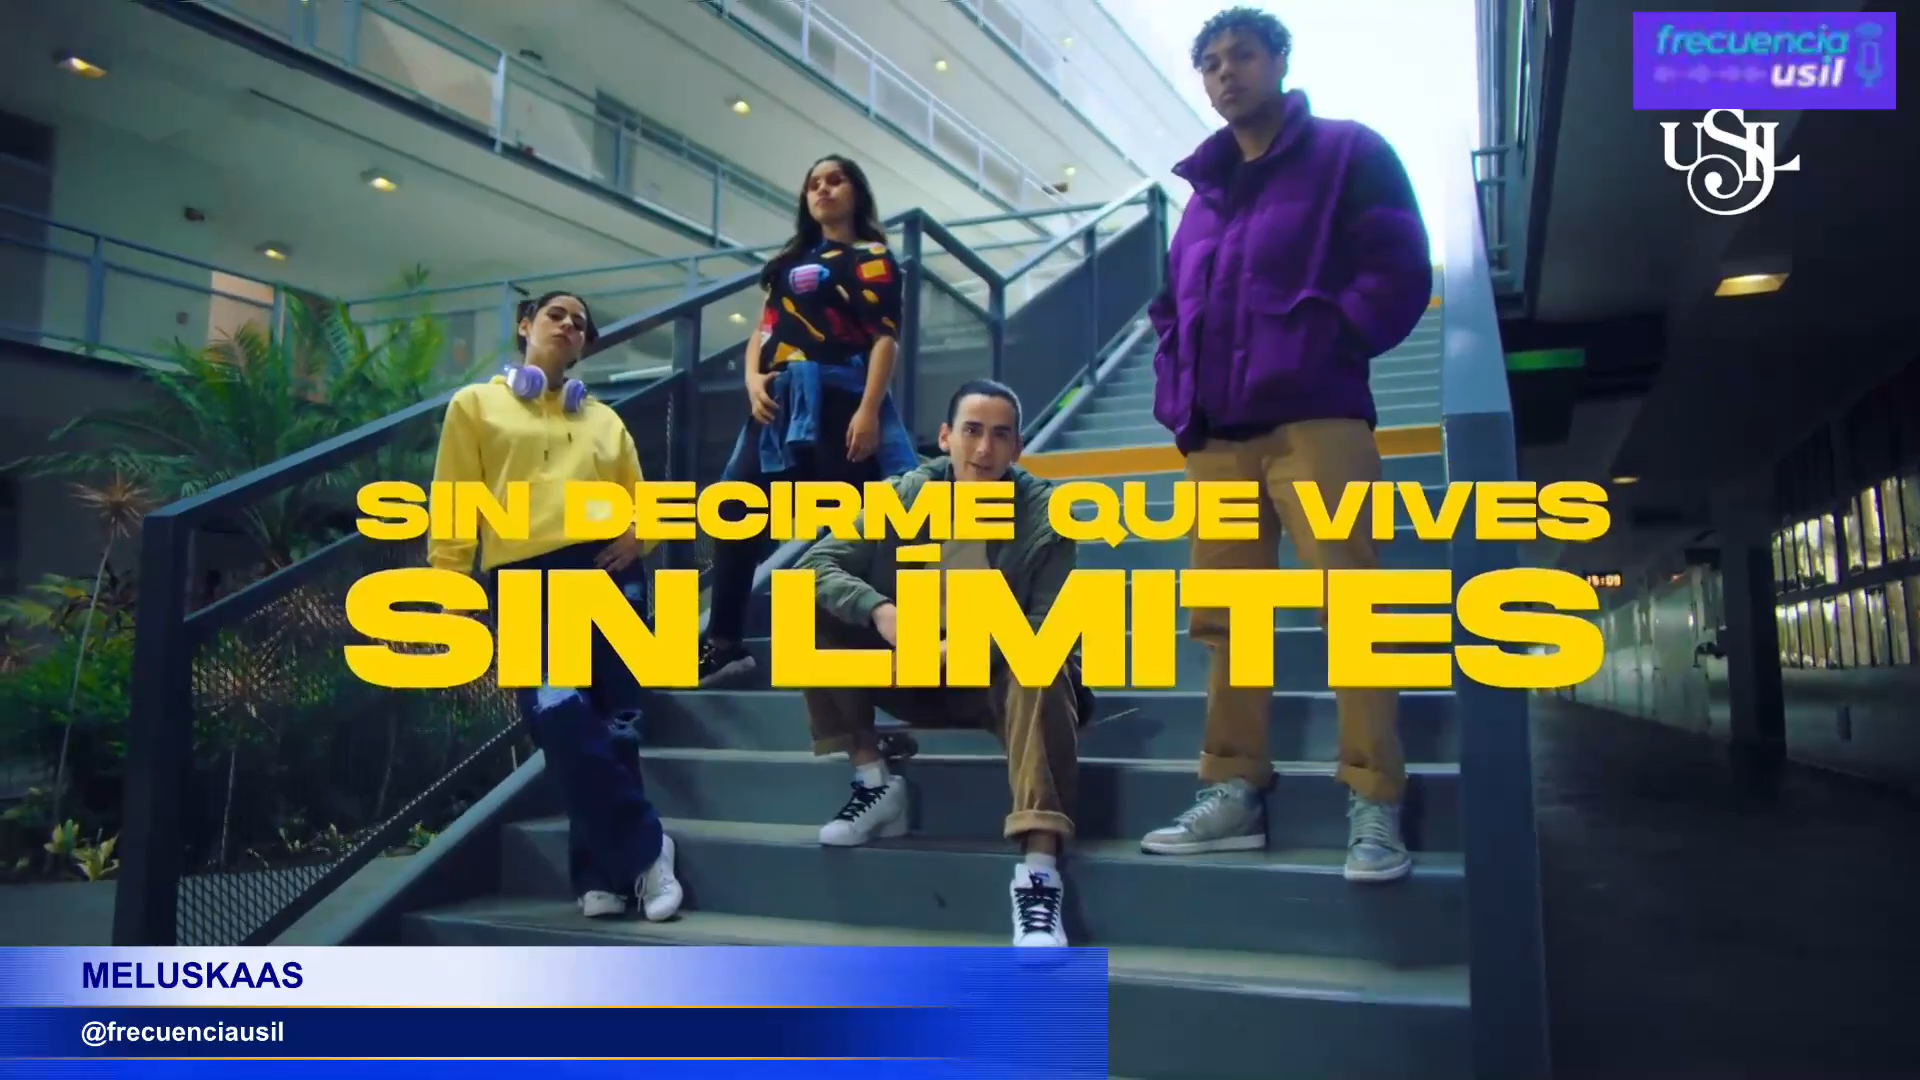 frecuencia
usil
USIL
SIN DECIRME QUE VIVES
SIN LÍMITES
MELUSKAAS
@frecuenciausil